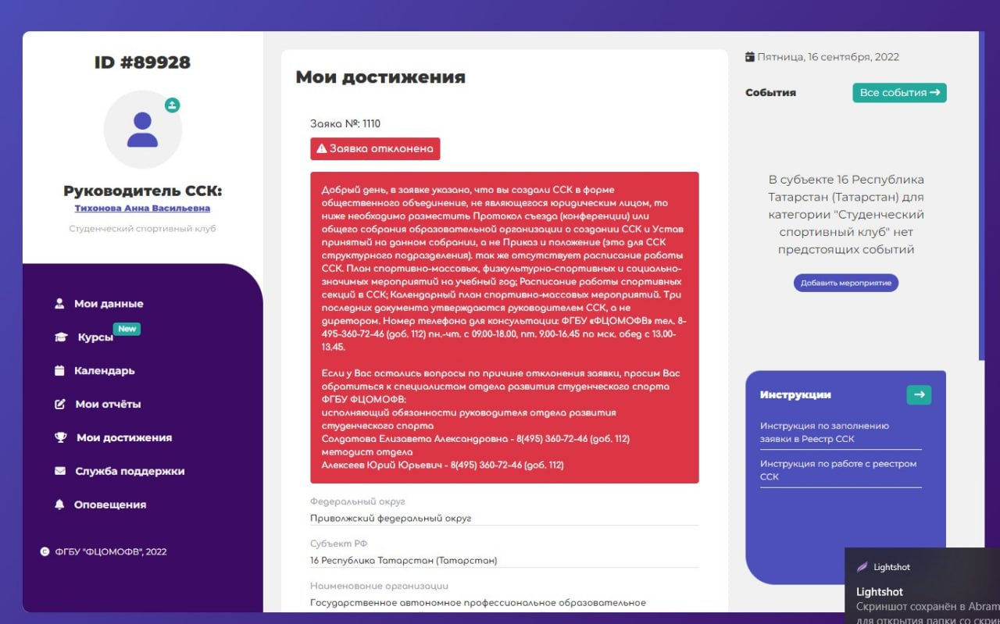 ID #89928
Руководитель ССК:
Тихонова Анна Васильевна
Студенческий спортивный клуб
Мои данные
Курсы
New
Календарь
Мои отчёты
Мои достижения
Служба поддержки
Оповещения
© ФГБУ "ФЦОМОФВ", 2022
Мои достижения
Заяка №: 1110
Заявка отклонена
Добрый день, в заявке указано, что вы создали ССК в форме
общественного объединение, не являющегося юридическим лицом, то
ниже необходимо разместить Протокол съезда (конференции) или
общего собрания образовательной организации о создании ССК и Устав
принятый на данном собрании, а не Приказ и положение (это для ССК
структурного подразделения). так же отсутствует расписание работы
ССК. План спортивно-массовых, физкультурно-спортивных и социально-
значимых мероприятий на учебный год; Расписание работы спортивных
секций в ССК; Календарный план спортивно-массовых мероприятий. Три
последних документа утверждаются руководителем ССК, а не
диретором. Номер телефона для консультации: ФГБУ «ФЦОМОФВ» тел. 8-
495-360-72-46 (доб. 112) пн.-чт. с 09.00-18.00, пт. 9.00-16.45 по мск. обед с 13.00-
13.45.
Если у Вас остались вопросы по причине отклонения заявки, просим Вас
обратиться к специалистам отдела развития студенческого спорта
ФГБУ ФЦОМОФВ:
исполняющий обязанности руководителя отдела развития
студенческого спорта
Солдатова Елизавета Александровна - 8(495) 360-72-46 (доб. 112)
методист отдела
Алексеев Юрий Юрьевич - 8(495) 360-72-46 (доб. 112)
Федеральный округ
Приволжский федеральный округ
Субъект РФ
16 Республика Татарстан (Татарстан)
Наименование организации
Государственное автономное профессиональное образовательное
Пятница, 16 сентября, 2022
События
Все события →
В субъекте 16 Республика
Татарстан (Татарстан) для
категории "Студенческий
спортивный клуб" нет
предстоящих событий
Добавить мероприятие
Инструкции
→
Инструкция по заполнению
заявки в Реестр ССК
Инструкция по работе с реестром
ССК
Lightshot
Lightshot
Скриншот сохранён в Abram
для открытия папки со скри